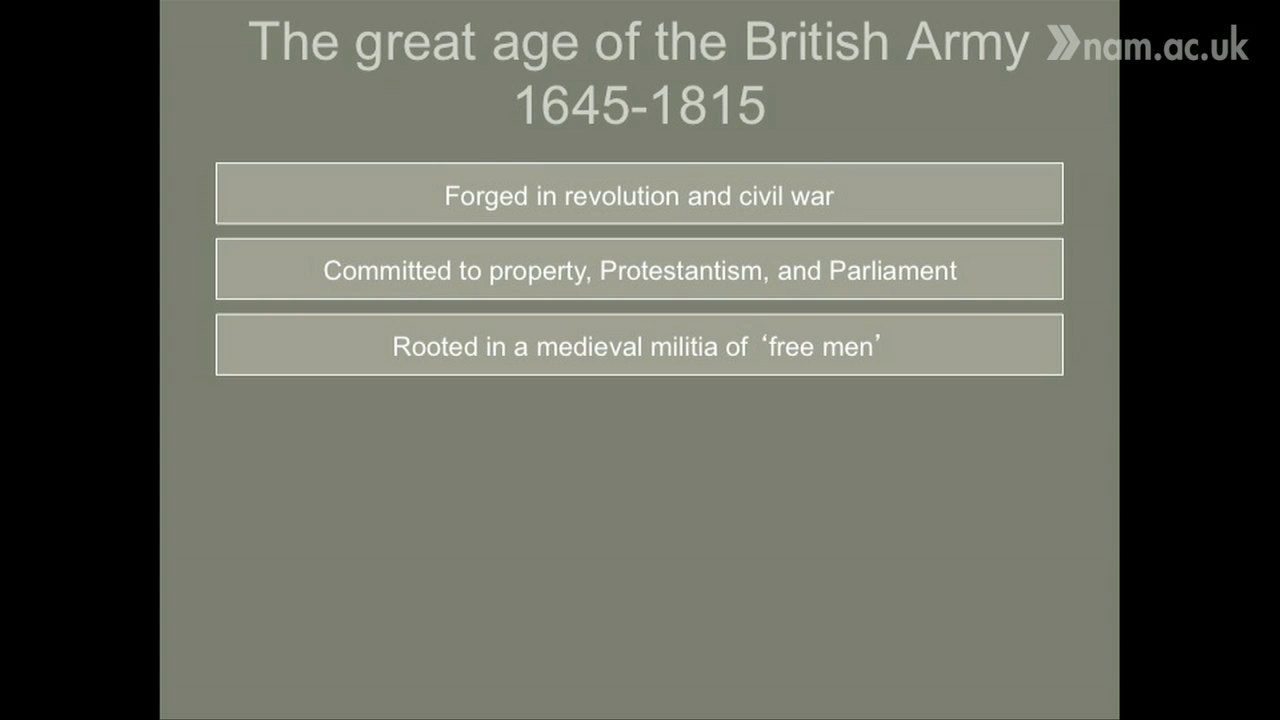 The great age of the British Army
nam.ac.uk
1645-1815
Forged in revolution and civil war
Committed to property, Protestantism, and Parliament
Rooted in a medieval militia of ‘free men’